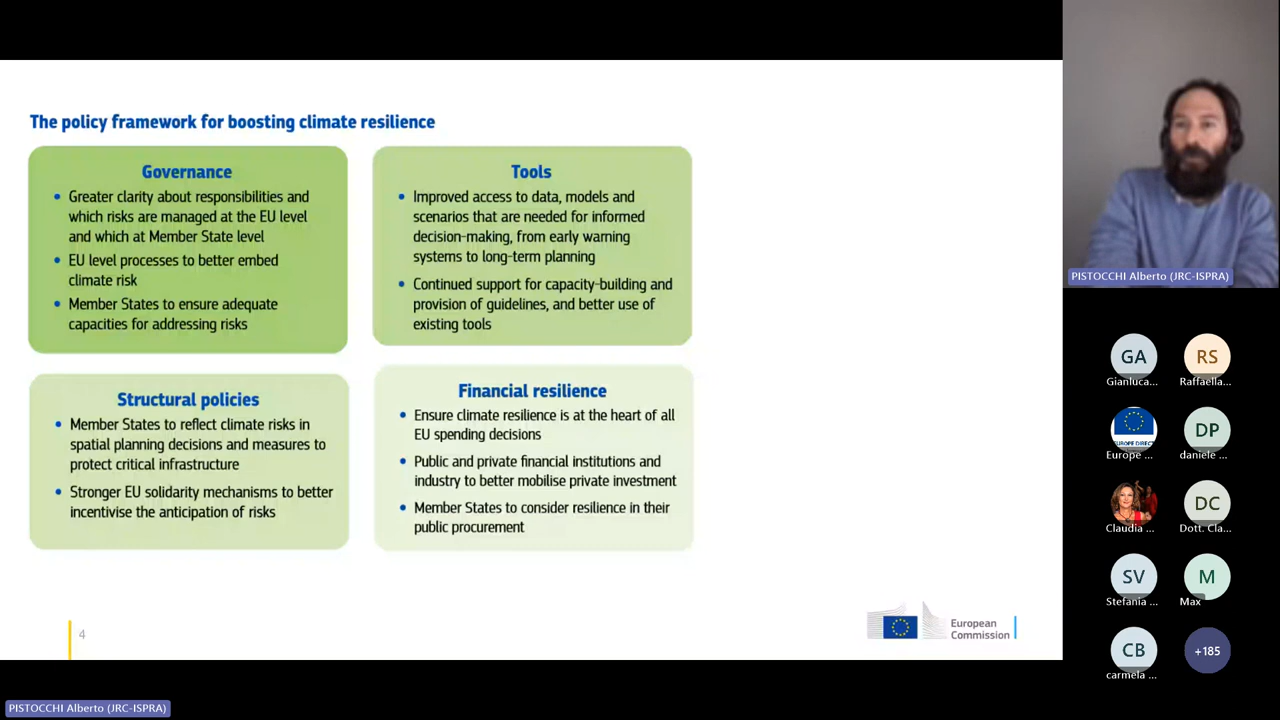 The policy framework for boosting climate resilience
Governance
• Greater clarity about responsibilities and
which risks are managed at the EU level
and which at Member State level
• EU level processes to better embed
climate risk
• Member States to ensure adequate
capacities for addressing risks
Tools
• Improved access to data, models and
scenarios that are needed for informed
decision-making, from early warning
systems to long-term planning
• Continued support for capacity-building and
provision of guidelines, and better use of
existing tools
Structural policies
• Member States to reflect climate risks in
spatial planning decisions and measures to
protect critical infrastructure
• Stronger EU solidarity mechanisms to better
incentivise the anticipation of risks
Financial resilience
• Ensure climate resilience is at the heart of all
EU spending decisions
• Public and private financial institutions and
industry to better mobilise private investment
• Member States to consider resilience in their
public procurement
4
European
Commission
PISTOCCHI Alberto (JRC-ISPRA)
GA
Gianluca...
RS
Raffaella...
EUROPE DIRECT
Europe ...
DP
daniele ...
Claudia ...
DC
Dott. Cla...
SV
Stefania ...
M
Max
CB
carmela ...
+185
PISTOCCHI Alberto (JRC-ISPRA)